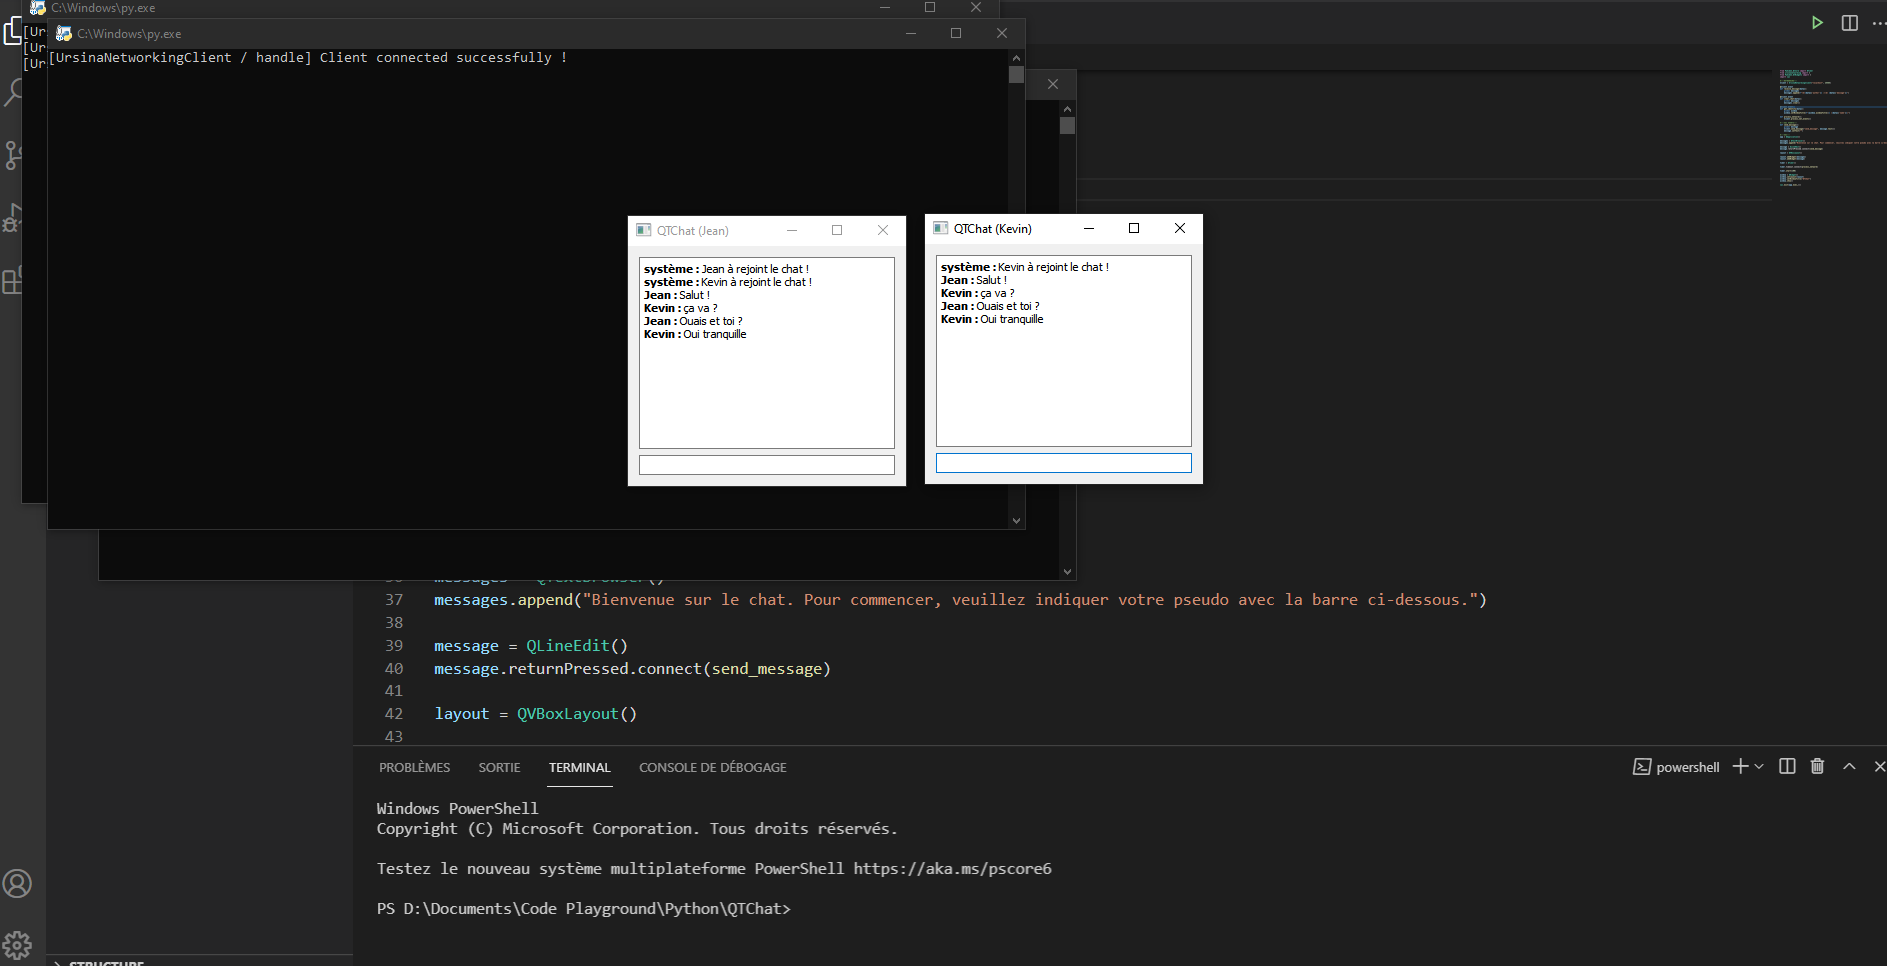 C:\Windows\py.exe
C:\Windows\py.exe
[Ur
[Ur
[Ur
[UrsinaNetworkingClient / handle] Client connected successfully !
QTChat (Jean)
système : Jean à rejoint le chat !
système : Kevin à rejoint le chat !
Jean : Salut !
Kevin : ça va ?
Jean : Ouais et toi ?
Kevin : Oui tranquille
QTChat (Kevin)
système : Kevin à rejoint le chat !
Jean : Salut !
Kevin : ça va ?
Jean : Ouais et toi ?
Kevin : Oui tranquille
37 messages.append("Bienvenue sur le chat. Pour commencer, veuillez indiquer votre pseudo avec la barre ci-dessous.")
38
39 message = QLineEdit()
40 message.returnPressed.connect(send_message)
41
42 layout = QVBoxLayout()
43
PROBLÈMES SORTIE TERMINAL CONSOLE DE DÉBOGAGE
powershell
Windows PowerShell
Copyright (C) Microsoft Corporation. Tous droits réservés.
Testez le nouveau système multiplateforme PowerShell https://aka.ms/pscore6
PS D:\Documents\Code Playground\Python\QTChat>
STRUCTURE